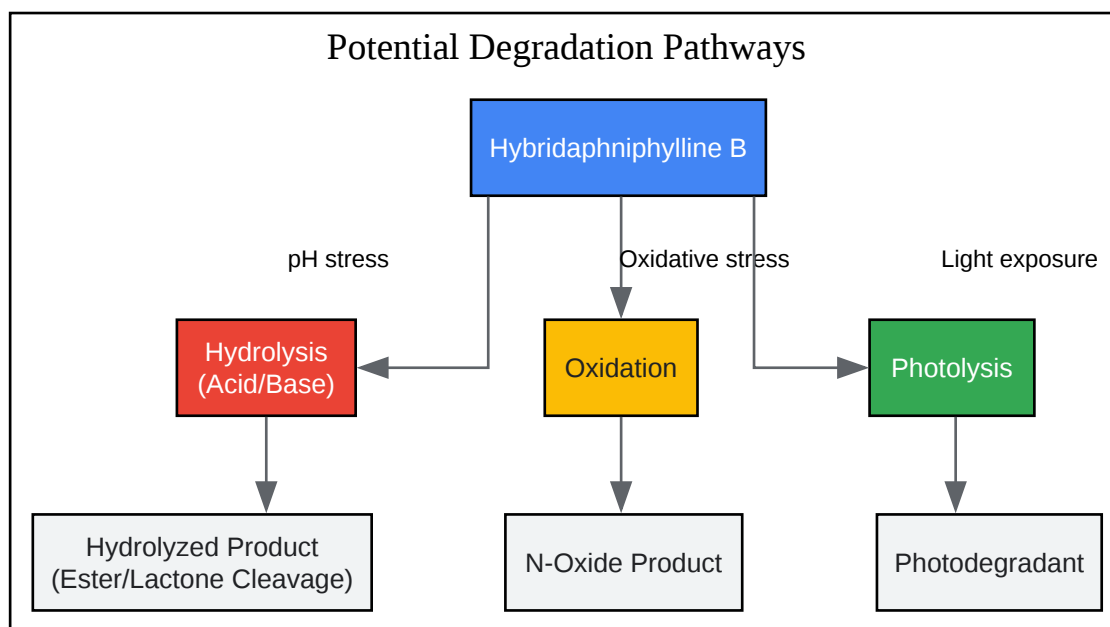 Potential Degradation Pathways
Hybridaphniphylline B
pH stress
Oxidative stress
Light exposure
Hydrolysis
(Acid/Base)
Oxidation
Photolysis
Hydrolyzed Product
(Ester/Lactone Cleavage)
N-Oxide Product
Photodegradant